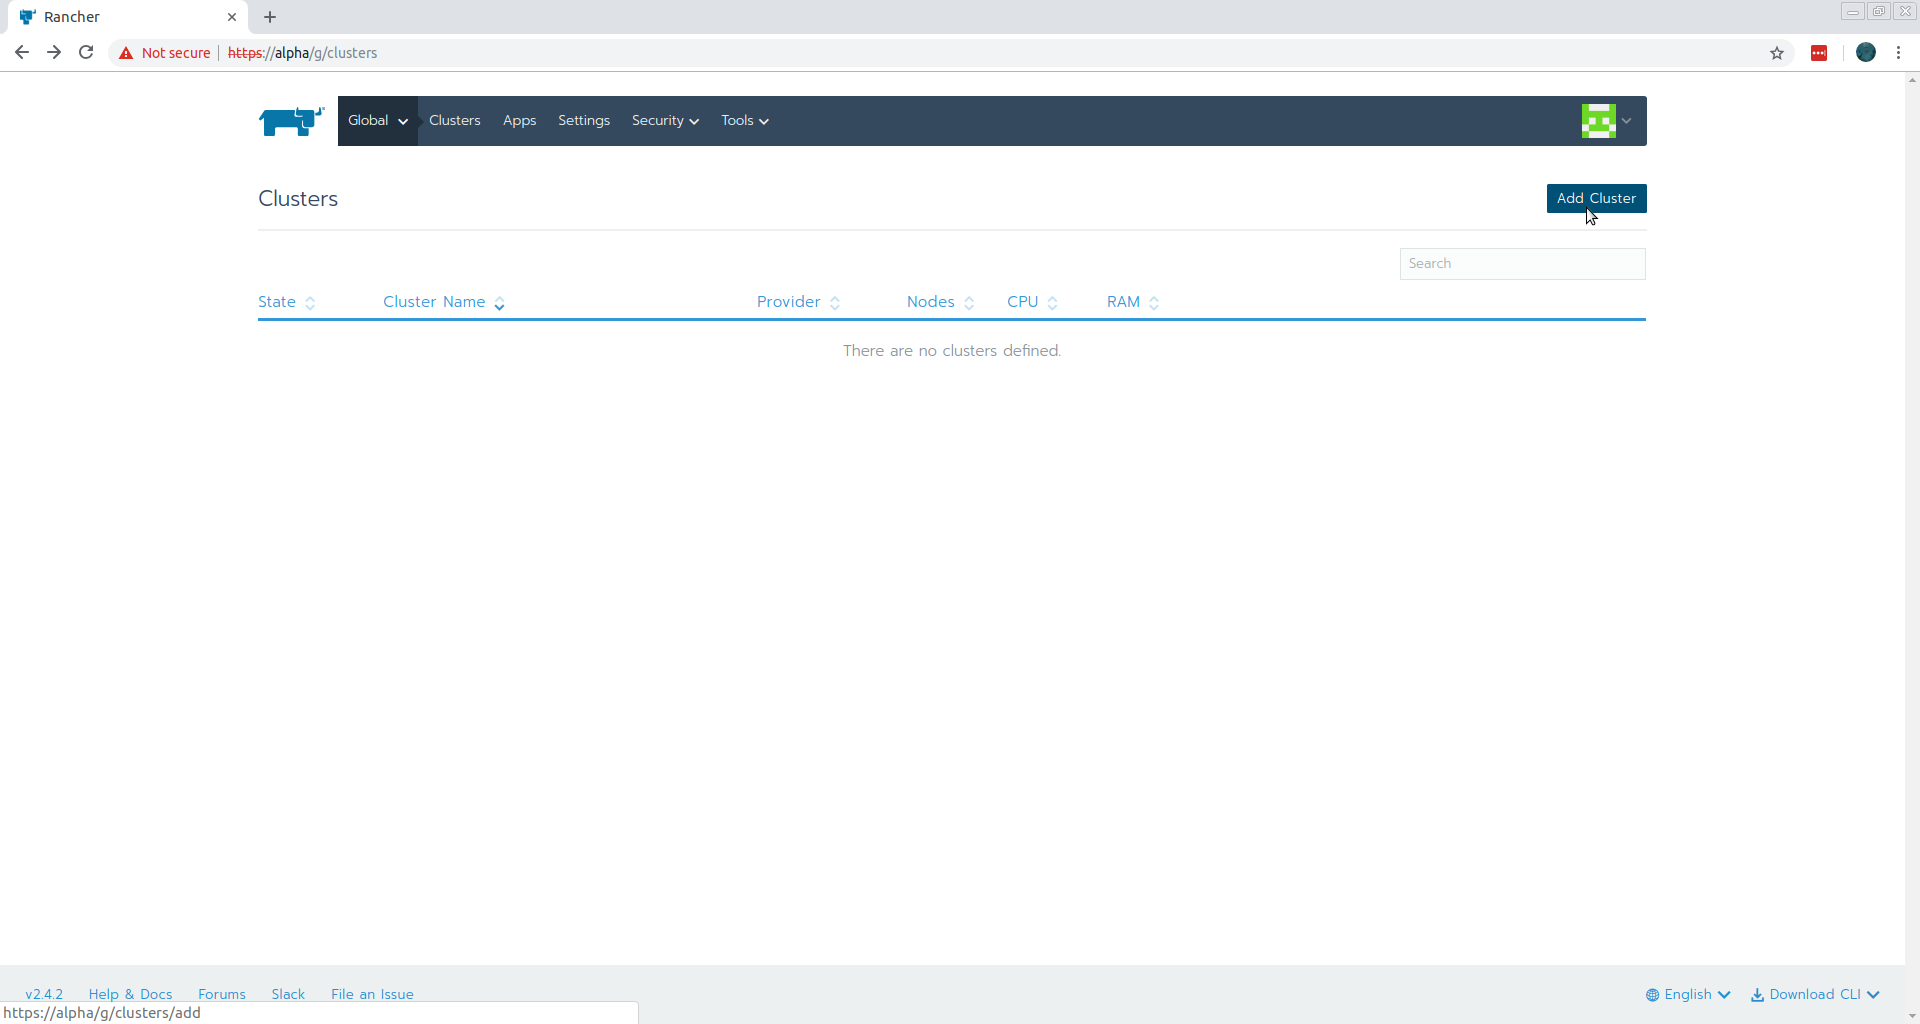 Rancher
Not secure https://alpha/g/clusters
Global Clusters Apps Settings Security Tools
Clusters Add Cluster
Search
State Cluster Name Provider Nodes CPU RAM
There are no clusters defined.
v2.4.2 Help & Docs Forums Slack File an Issue English Download CLI
https://alpha/g/clusters/add